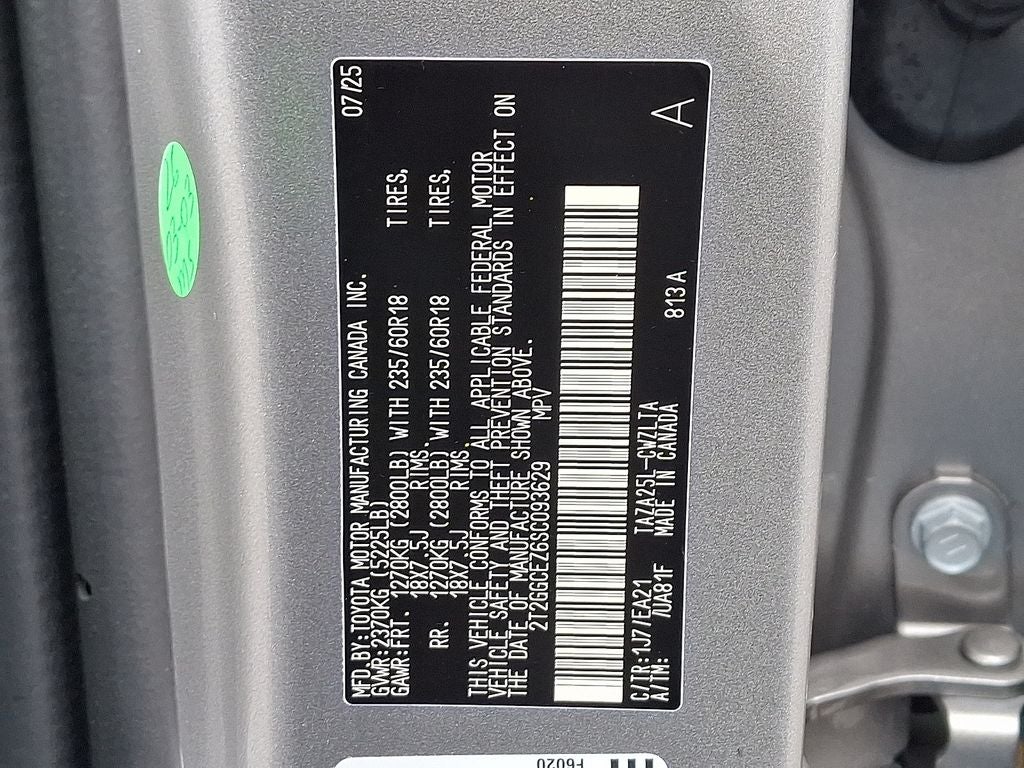 MFD.BY:TOYOTA MOTOR MANUFACTURING CANADA INC. 07/25
GVWR:2370KG (5225LB)
GAWR:FRT. 1270KG (2800LB) WITH 235/60R18 TIRES,
18X7.5J RIMS.
RR. 1270KG (2800LB) WITH 235/60R18 TIRES,
18X7.5J RIMS.
THIS VEHICLE CONFORMS TO ALL APPLICABLE FEDERAL MOTOR
VEHICLE SAFETY AND THEFT PREVENTION STANDARDS IN EFFECT ON
THE DATE OF MANUFACTURE SHOWN ABOVE.
2T2GGCEZ6SC093629 MPV
C/TR:1J7/EA21 TAZA25L-CWZLTA
A/TM: /UA81F MADE IN CANADA 813A A
F6020